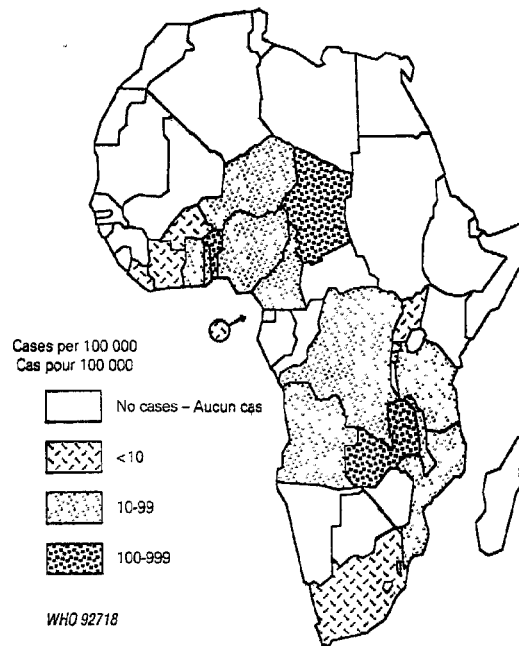 Cases per 100 000
Cas pour 100 000
No cases – Aucun cas
<10
10-99
100-999
WHO 92718